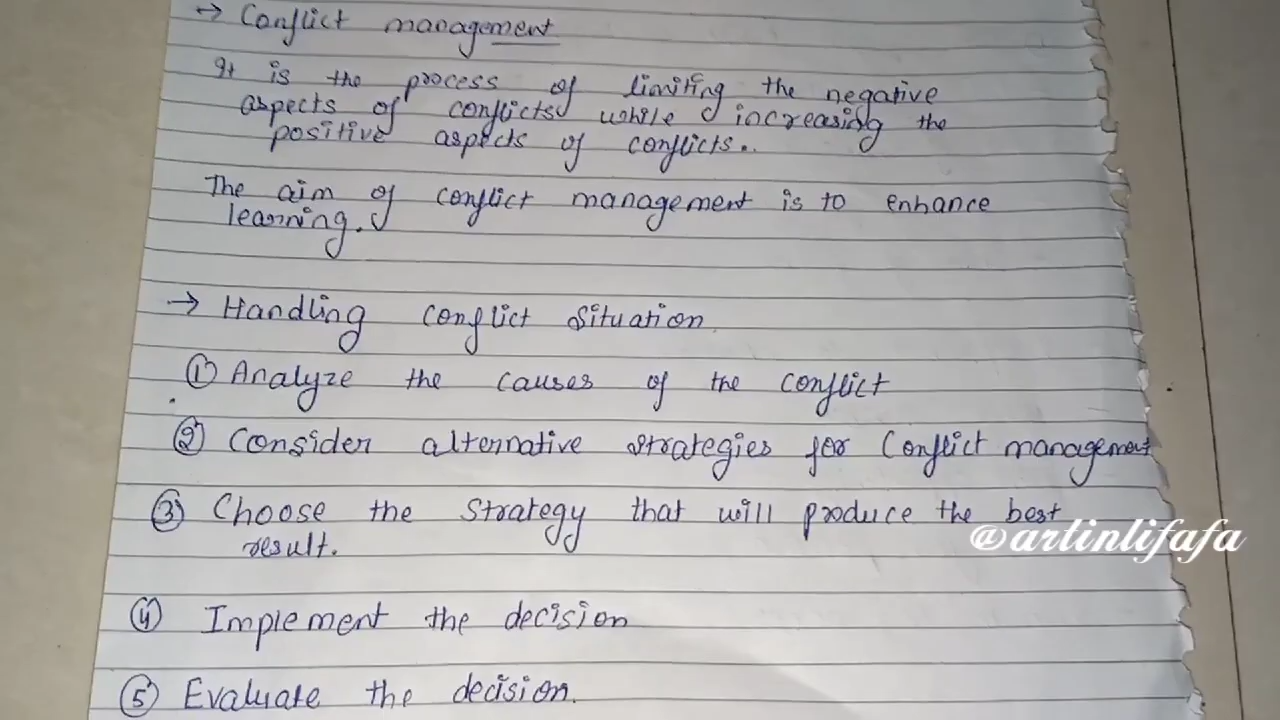 → Conflict management
It is the process of limiting the negative
aspects of conflicts while increasing the
positive aspects of conflicts..
The aim of conflict management is to enhance
learning.
→ Handling conflict situation
① Analyze the causes of the conflict
② Consider alternative strategies for Conflict management
③ Choose the strategy that will produce the best
result.
@artinlifafa
④ Implement the decision
⑤ Evaluate the decision.